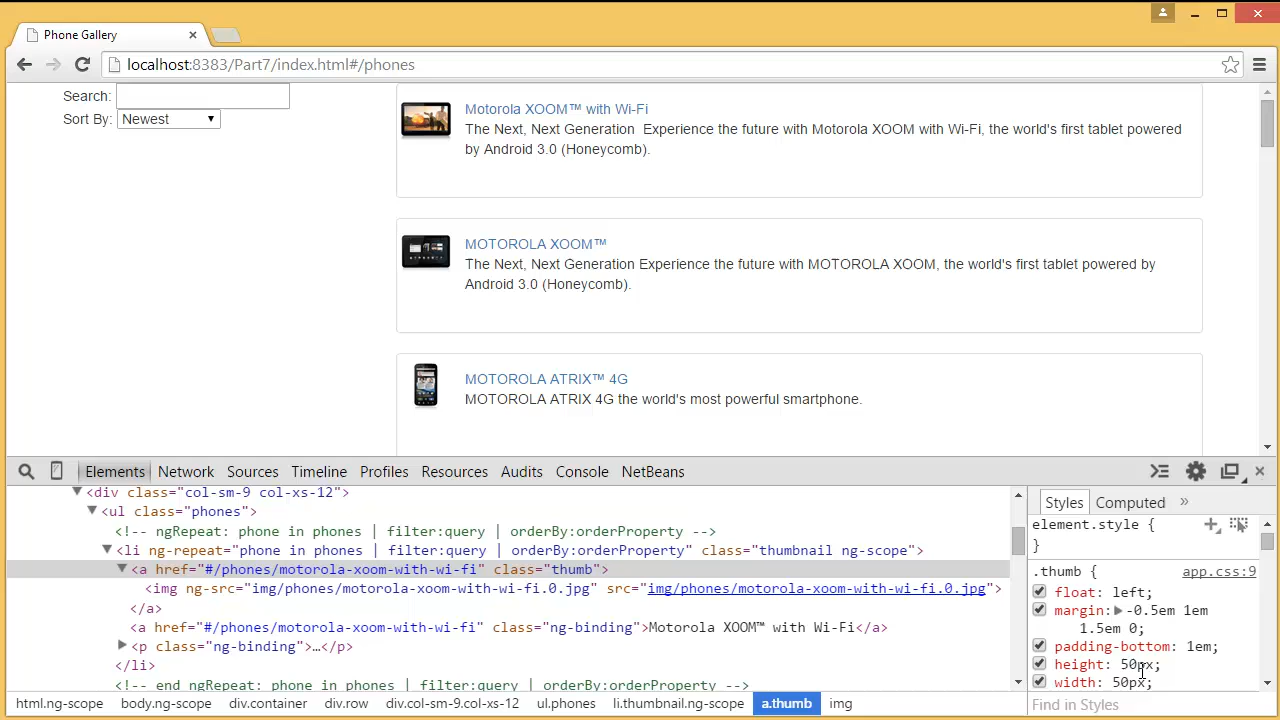 Phone Gallery
localhost:8383/Part7/index.html#/phones
Search:
Sort By: Newest
Motorola XOOM™ with Wi-Fi
The Next, Next Generation  Experience the future with Motorola XOOM with Wi-Fi, the world's first tablet powered
by Android 3.0 (Honeycomb).
MOTOROLA XOOM™
The Next, Next Generation Experience the future with MOTOROLA XOOM, the world's first tablet powered by
Android 3.0 (Honeycomb).
MOTOROLA ATRIX™ 4G
MOTOROLA ATRIX 4G the world's most powerful smartphone.
Elements Network Sources Timeline Profiles Resources Audits Console NetBeans
<div class="col-sm-9 col-xs-12">
<ul class="phones">
<!-- ngRepeat: phone in phones | filter:query | orderBy:orderProperty -->
<li ng-repeat="phone in phones | filter:query | orderBy:orderProperty" class="thumbnail ng-scope">
<a href="#/phones/motorola-xoom-with-wi-fi" class="thumb">
<img ng-src="img/phones/motorola-xoom-with-wi-fi.0.jpg" src="img/phones/motorola-xoom-with-wi-fi.0.jpg">
</a>
<a href="#/phones/motorola-xoom-with-wi-fi" class="ng-binding">Motorola XOOM™ with Wi-Fi</a>
<p class="ng-binding">…</p>
</li>
<!-- end ngRepeat: phone in phones | filter:query | orderBy:orderProperty -->
html.ng-scope body.ng-scope div.container div.row div.col-sm-9.col-xs-12 ul.phones li.thumbnail.ng-scope a.thumb img
Styles Computed »
element.style {
}
.thumb { app.css:9
float: left;
margin: -0.5em 1em
1.5em 0;
padding-bottom: 1em;
height: 50px;
width: 50px;
Find in Styles